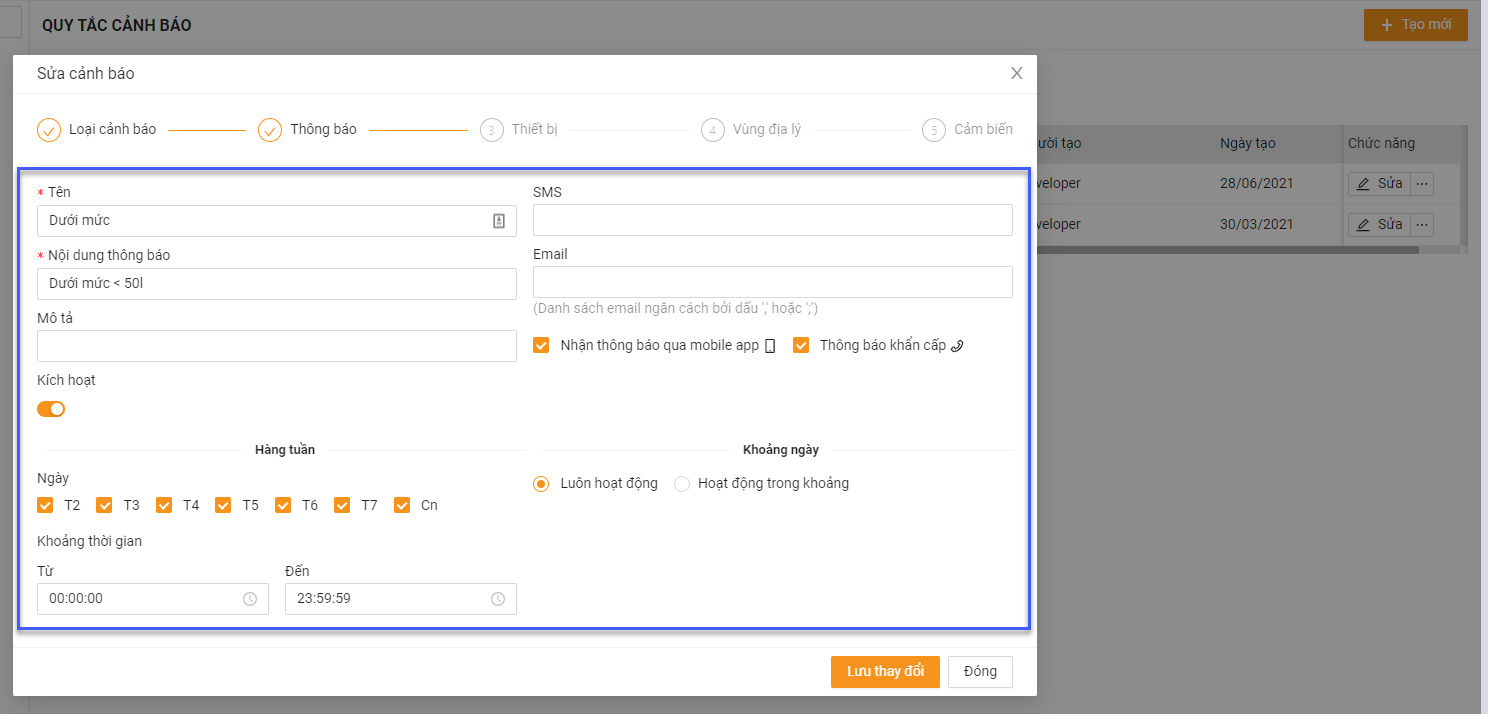 QUY TẮC CẢNH BÁO
+ Tạo mới
Sửa cảnh báo
Loại cảnh báo
Thông báo
3 Thiết bị
4 Vùng địa lý
5 Cảm biến
Ngày tạo
Chức năng
28/06/2021
Sửa
30/03/2021
Sửa
* Tên
Dưới mức
* Nội dung thông báo
Dưới mức < 50l
Mô tả
Kích hoạt
SMS
Email
(Danh sách email ngăn cách bởi dấu ',' hoặc ';')
Nhận thông báo qua mobile app
Thông báo khẩn cấp
Hàng tuần
Ngày
T2 T3 T4 T5 T6 T7 Cn
Khoảng thời gian
Từ
00:00:00
Đến
23:59:59
Khoảng ngày
Luôn hoạt động
Hoạt động trong khoảng
Lưu thay đổi
Đóng